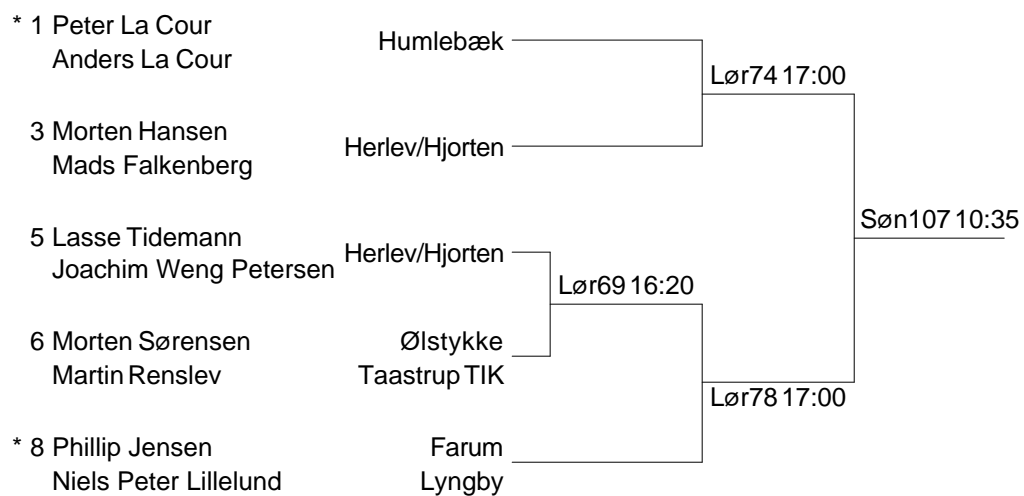 * 1 Peter La Cour Humlebæk
Anders La Cour
Lør74 17:00
3 Morten Hansen
Mads Falkenberg Herlev/Hjorten
Søn107 10:35
5 Lasse Tidemann Herlev/Hjorten
Joachim Weng Petersen
Lør69 16:20
6 Morten Sørensen Ølstykke
Martin Renslev Taastrup TIK
Lør78 17:00
* 8 Phillip Jensen Farum
Niels Peter Lillelund Lyngby